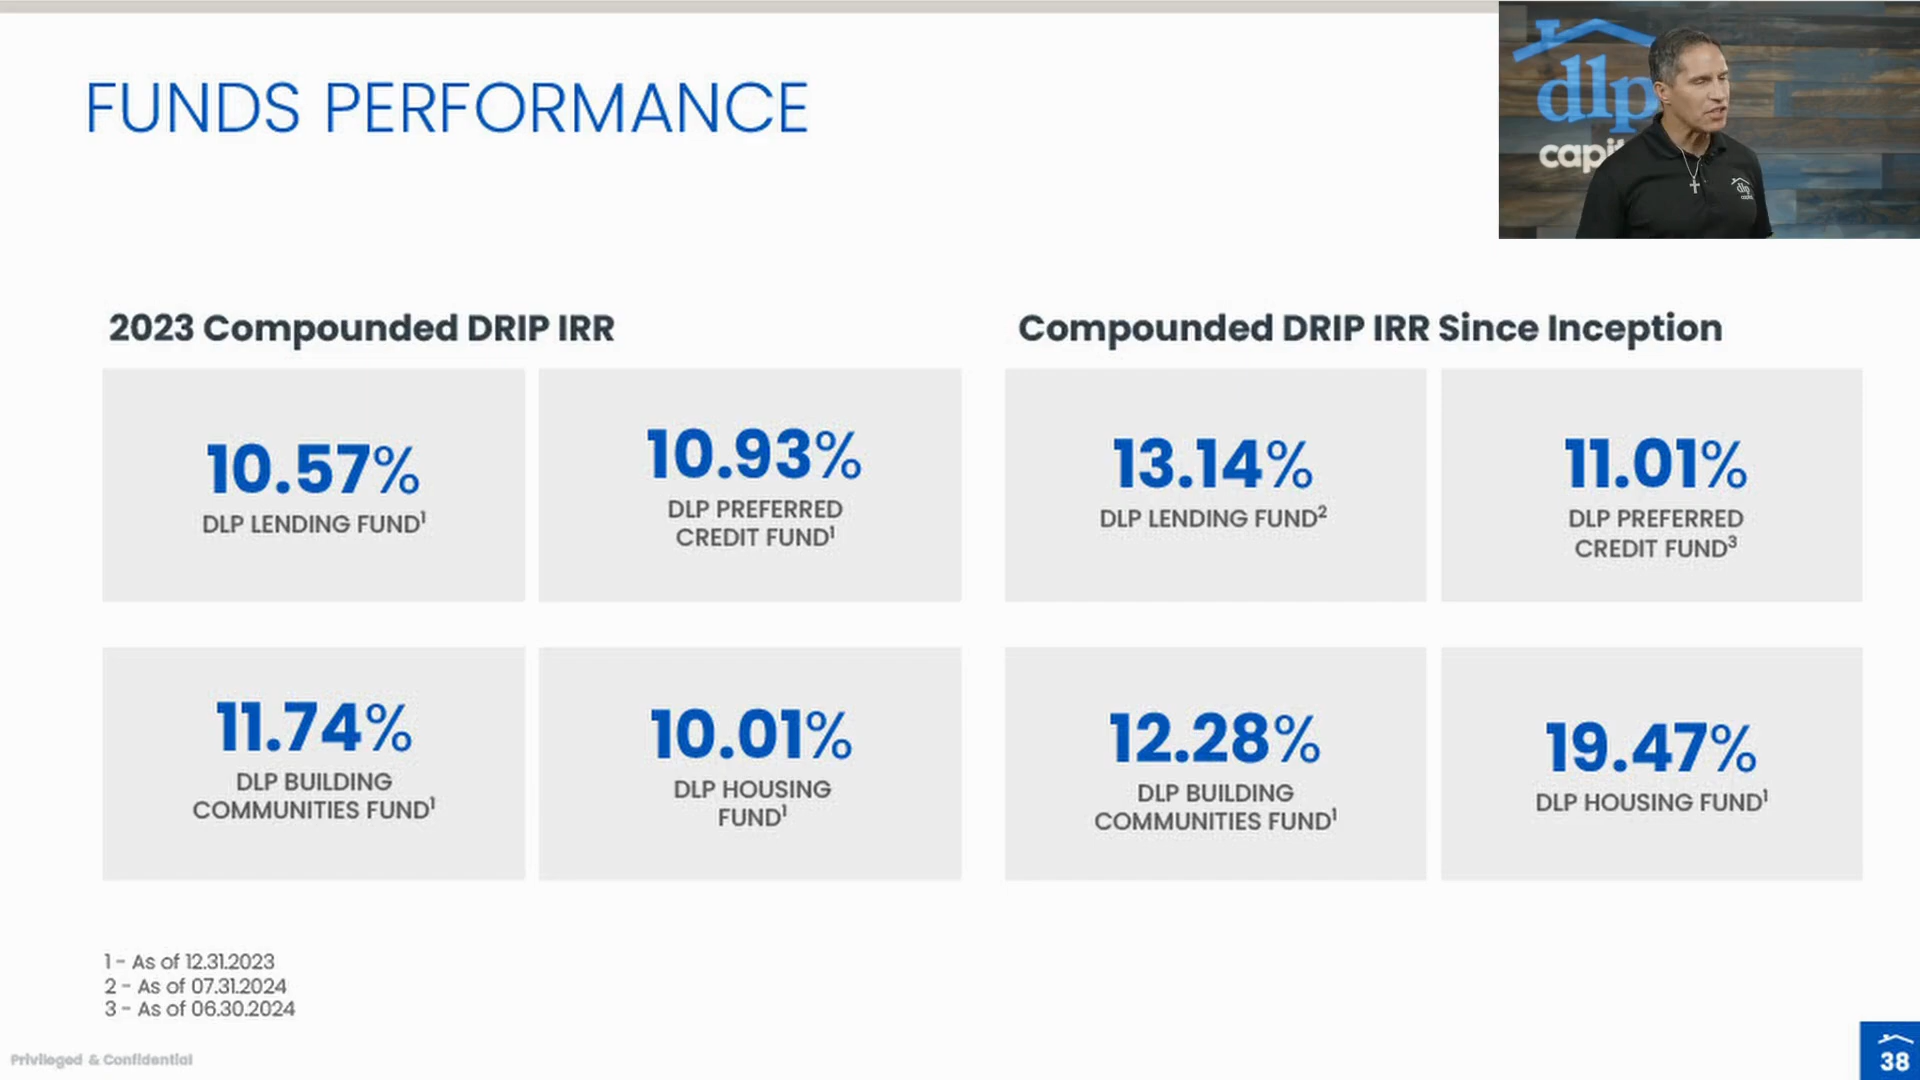 FUNDS PERFORMANCE
dlp
capi
dlp
2023 Compounded DRIP IRR
10.57%
DLP LENDING FUND¹
10.93%
DLP PREFERRED
CREDIT FUND¹
11.74%
DLP BUILDING
COMMUNITIES FUND¹
10.01%
DLP HOUSING
FUND¹
Compounded DRIP IRR Since Inception
13.14%
DLP LENDING FUND²
11.01%
DLP PREFERRED
CREDIT FUND³
12.28%
DLP BUILDING
COMMUNITIES FUND¹
19.47%
DLP HOUSING FUND¹
1 - As of 12.31.2023
2 - As of 07.31.2024
3 - As of 06.30.2024
Privileged & Confidential
38